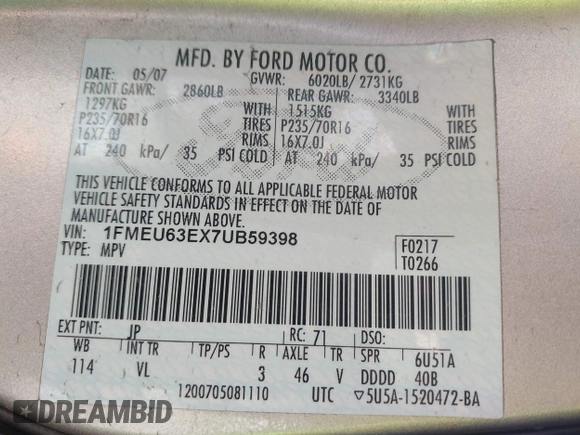 MFD. BY FORD MOTOR CO.
DATE: 05/07 GVWR: 6020LB/ 2731KG
FRONT GAWR: 2860LB REAR GAWR: 3340LB
1297KG WITH 1515KG WITH
P235/70R16 TIRES P235/70R16 TIRES
16X7.0J RIMS 16X7.0J RIMS
AT 240 kPa/ 35 PSI COLD AT 240 kPa/ 35 PSI COLD
Ford
THIS VEHICLE CONFORMS TO ALL APPLICABLE FEDERAL MOTOR
VEHICLE SAFETY STANDARDS IN EFFECT ON THE DATE OF
MANUFACTURE SHOWN ABOVE.
VIN: 1FMEU63EX7UB59398
TYPE: MPV
F0217
T0266
EXT PNT: JP RC: 71 DSO:
WB INT TR TP/PS R AXLE TR SPR 6U51A
114 VL 3 46 V DDDD 40B
1200705081110 UTC ▽5U5A-1520472-BA
DREAMBID